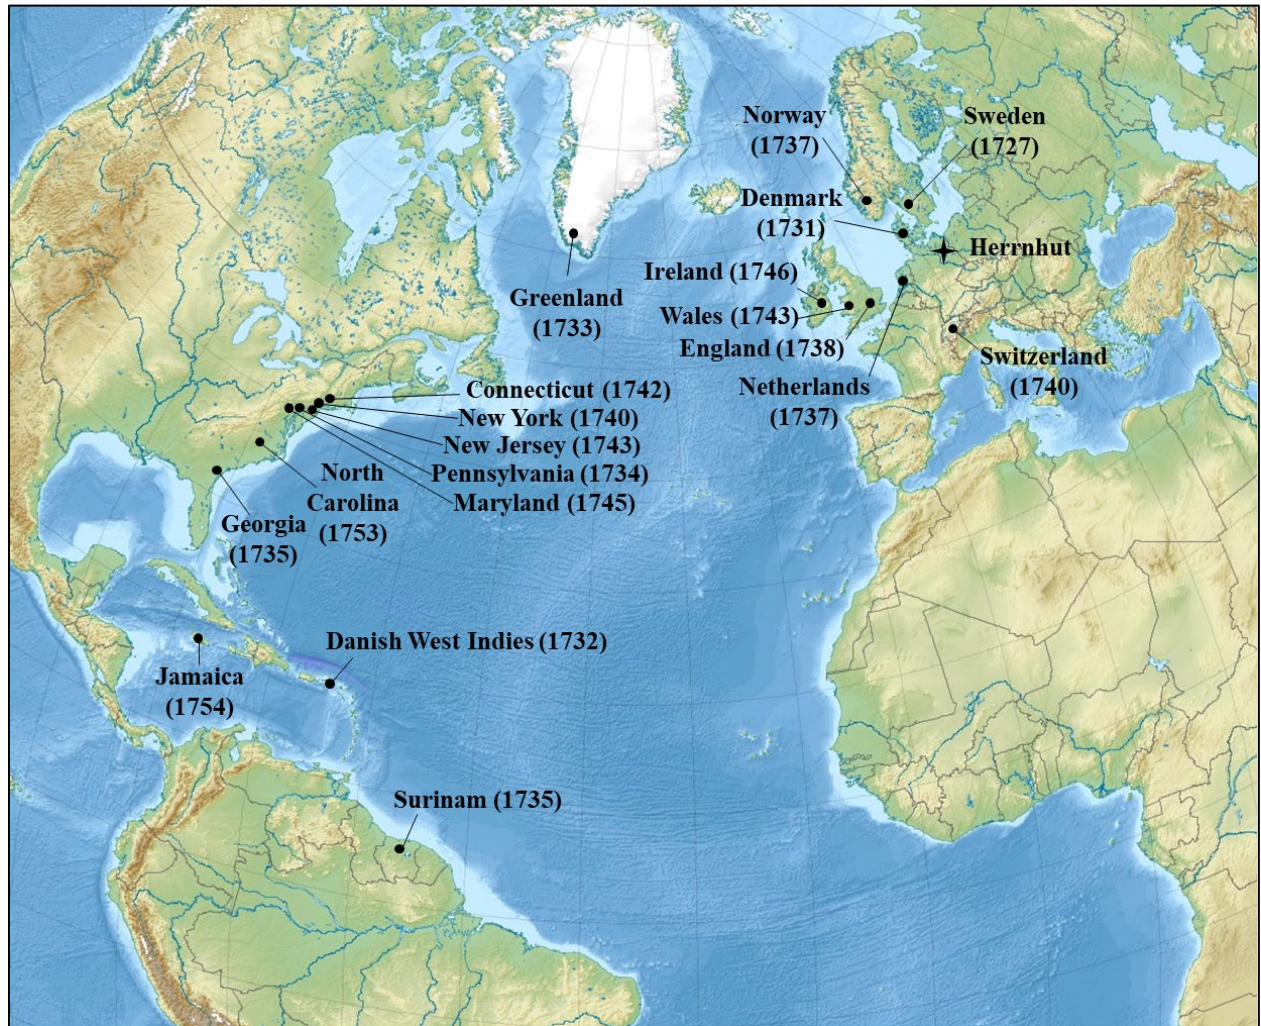 Norway
(1737)
Sweden
(1727)
Denmark
(1731)
Herrnhut
Ireland (1746)
Greenland
(1733)
Wales (1743)
England (1738)
Switzerland
(1740)
Netherlands
(1737)
Connecticut (1742)
New York (1740)
New Jersey (1743)
Pennsylvania (1734)
Maryland (1745)
North
Carolina
(1753)
Georgia
(1735)
Danish West Indies (1732)
Jamaica
(1754)
Surinam (1735)